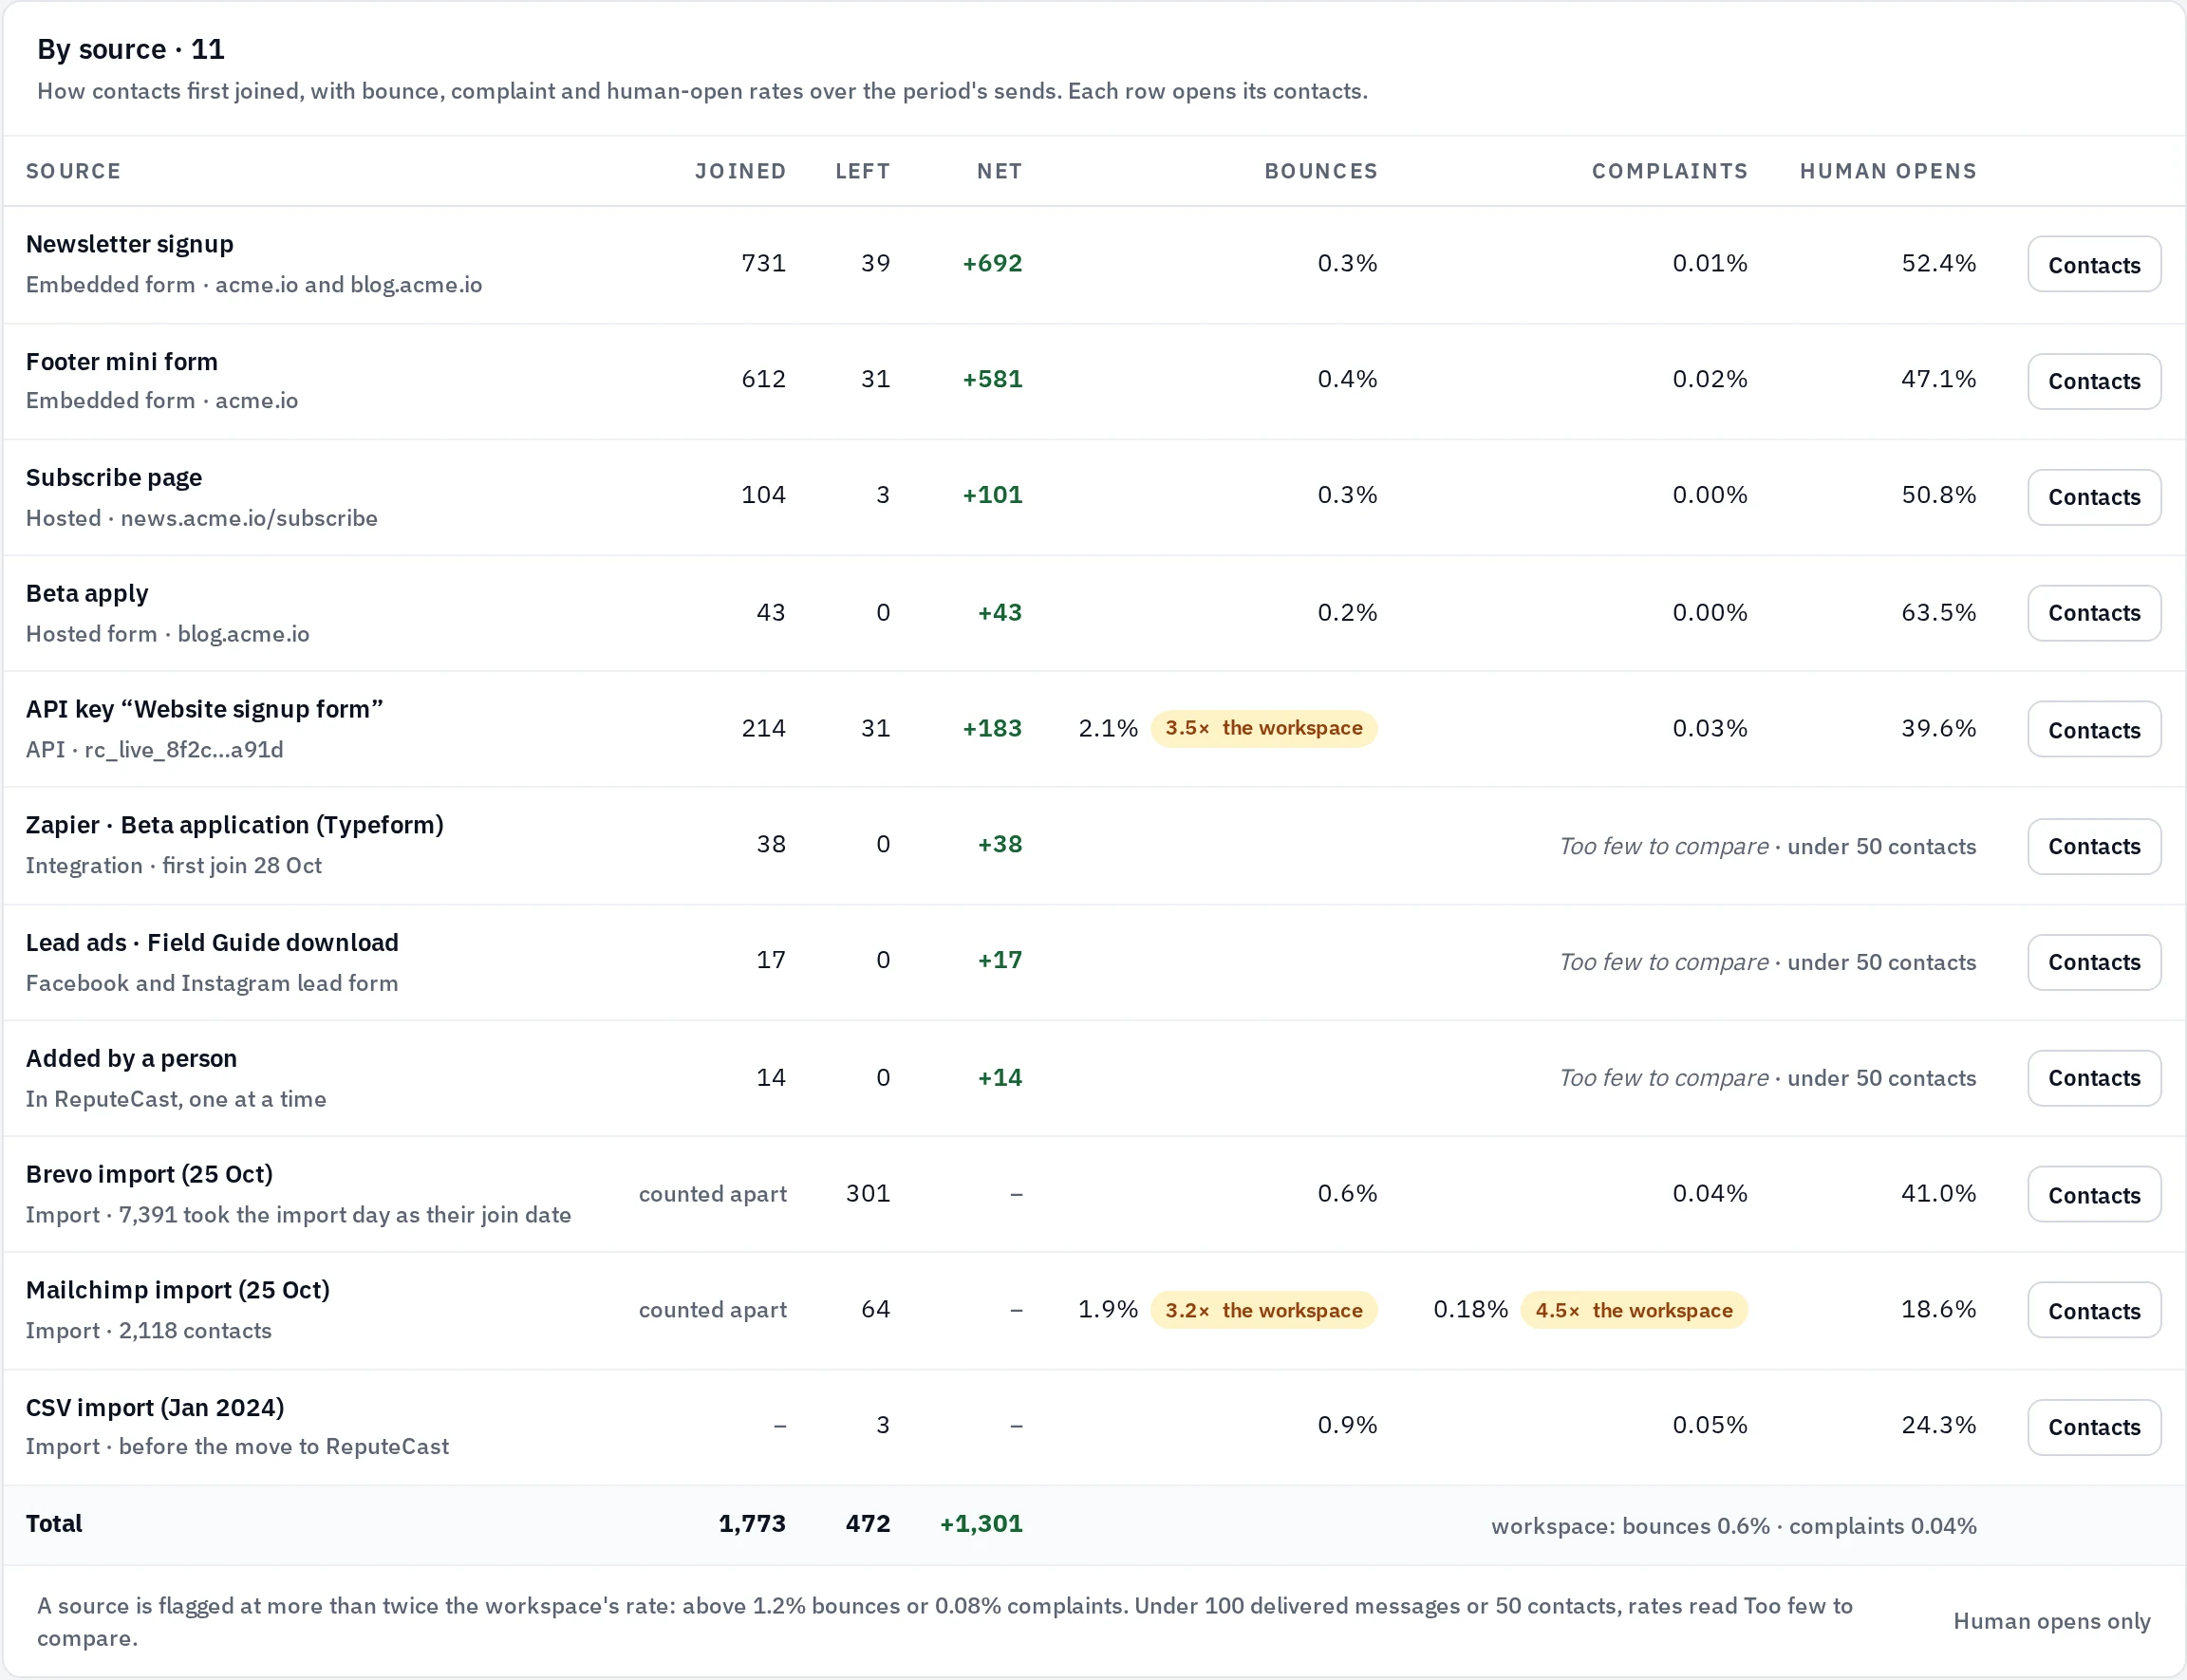 By source · 11
How contacts first joined, with bounce, complaint and human-open rates over the period's sends. Each row opens its contacts.
SOURCE JOINED LEFT NET BOUNCES COMPLAINTS HUMAN OPENS
Newsletter signup
Embedded form · acme.io and blog.acme.io
731 39 +692 0.3% 0.01% 52.4% Contacts
Footer mini form
Embedded form · acme.io
612 31 +581 0.4% 0.02% 47.1% Contacts
Subscribe page
Hosted · news.acme.io/subscribe
104 3 +101 0.3% 0.00% 50.8% Contacts
Beta apply
Hosted form · blog.acme.io
43 0 +43 0.2% 0.00% 63.5% Contacts
API key “Website signup form”
API · rc_live_8f2c…a91d
214 31 +183 2.1% 3.5× the workspace 0.03% 39.6% Contacts
Zapier · Beta application (Typeform)
Integration · first join 28 Oct
38 0 +38 Too few to compare · under 50 contacts Contacts
Lead ads · Field Guide download
Facebook and Instagram lead form
17 0 +17 Too few to compare · under 50 contacts Contacts
Added by a person
In ReputeCast, one at a time
14 0 +14 Too few to compare · under 50 contacts Contacts
Brevo import (25 Oct)
Import · 7,391 took the import day as their join date
counted apart 301 – 0.6% 0.04% 41.0% Contacts
Mailchimp import (25 Oct)
Import · 2,118 contacts
counted apart 64 – 1.9% 3.2× the workspace 0.18% 4.5× the workspace 18.6% Contacts
CSV import (Jan 2024)
Import · before the move to ReputeCast
– 3 – 0.9% 0.05% 24.3% Contacts
Total 1,773 472 +1,301 workspace: bounces 0.6% · complaints 0.04%
A source is flagged at more than twice the workspace's rate: above 1.2% bounces or 0.08% complaints. Under 100 delivered messages or 50 contacts, rates read Too few to
compare.
Human opens only